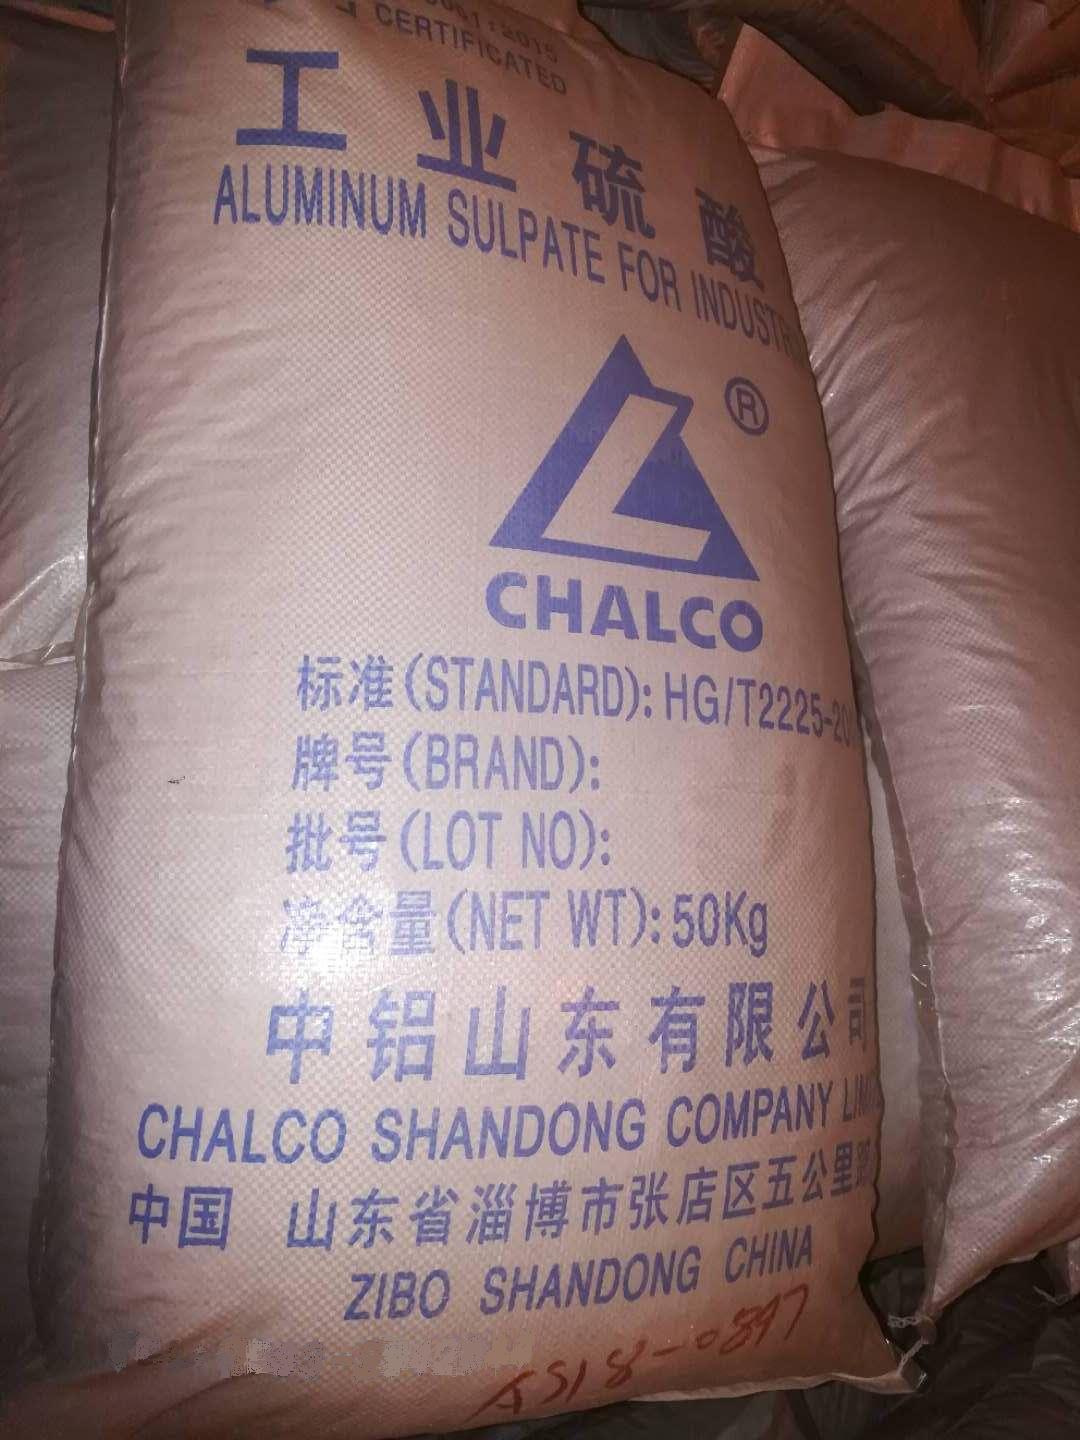 CERTIFICATED
工业硫酸
ALUMINUM SULPATE FOR INDUSTRI
®
CHALCO
标准(STANDARD): HG/T2225-20
牌号(BRAND):
批号(LOT NO):
净含量(NET WT): 50Kg
中铝山东有限公司
CHALCO SHANDONG COMPANY LIMI
中国 山东省淄博市张店区五公里路
ZIBO SHANDONG CHINA
AS18-0897